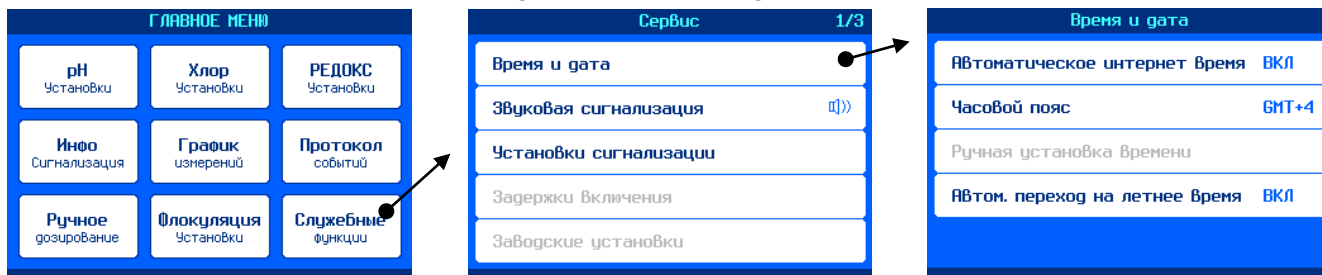 ГЛАВНОЕ МЕНЮ
pH
Установки
Хлор
Установки
РЕДОКС
Установки
Инфо
Сигнализация
График
измерений
Протокол
событий
Ручное
дозирование
Флокуляция
Установки
Служебные
функции
Сервис 1/3
Время и дата
Звуковая сигнализация
Установки сигнализации
Задержки включения
Заводские установки
Время и дата
Автоматическое интернет время ВКЛ
Часовой пояс GMT+4
Ручная установка времени
Автом. переход на летнее время ВКЛ